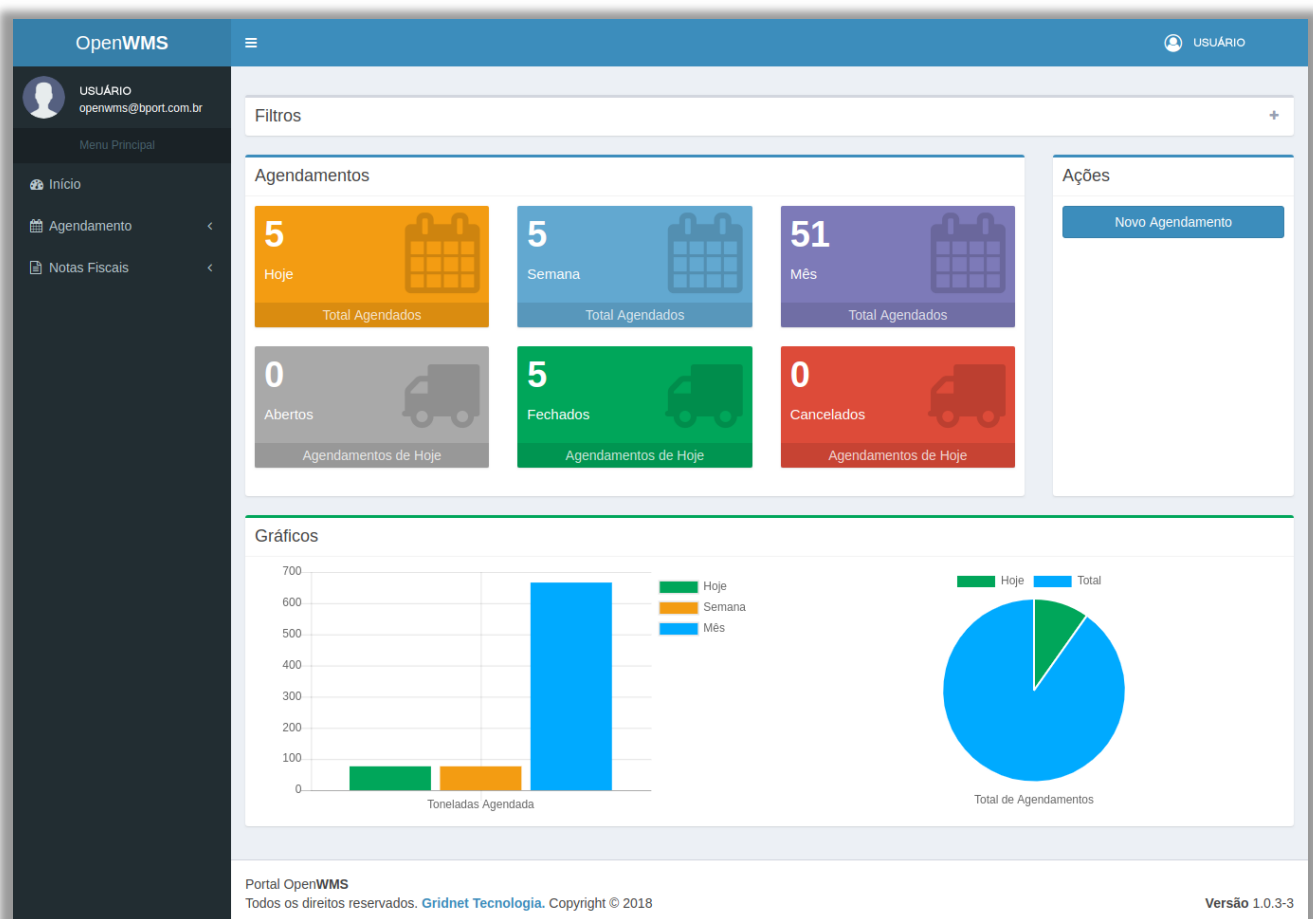 OpenWMS
USUÁRIO
USUÁRIO
openwms@bport.com.br
Menu Principal
Início
Agendamento
Notas Fiscais
Filtros
Agendamentos
5
Hoje
Total Agendados
5
Semana
Total Agendados
51
Mês
Total Agendados
0
Abertos
Agendamentos de Hoje
5
Fechados
Agendamentos de Hoje
0
Cancelados
Agendamentos de Hoje
Ações
Novo Agendamento
Gráficos
700
600
500
400
300
200
100
0
Toneladas Agendada
Hoje
Semana
Mês
Hoje Total
Total de Agendamentos
Portal OpenWMS
Todos os direitos reservados. Gridnet Tecnologia. Copyright © 2018
Versão 1.0.3-3